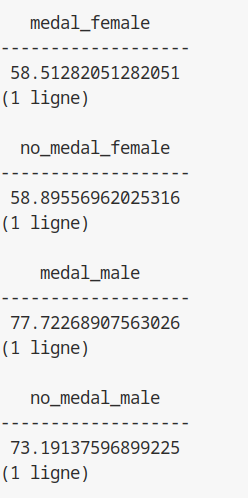 medal_female
-------------------
58.51282051282051
(1 ligne)
no_medal_female
-------------------
58.89556962025316
(1 ligne)
medal_male
-------------------
77.72268907563026
(1 ligne)
no_medal_male
-------------------
73.19137596899225
(1 ligne)